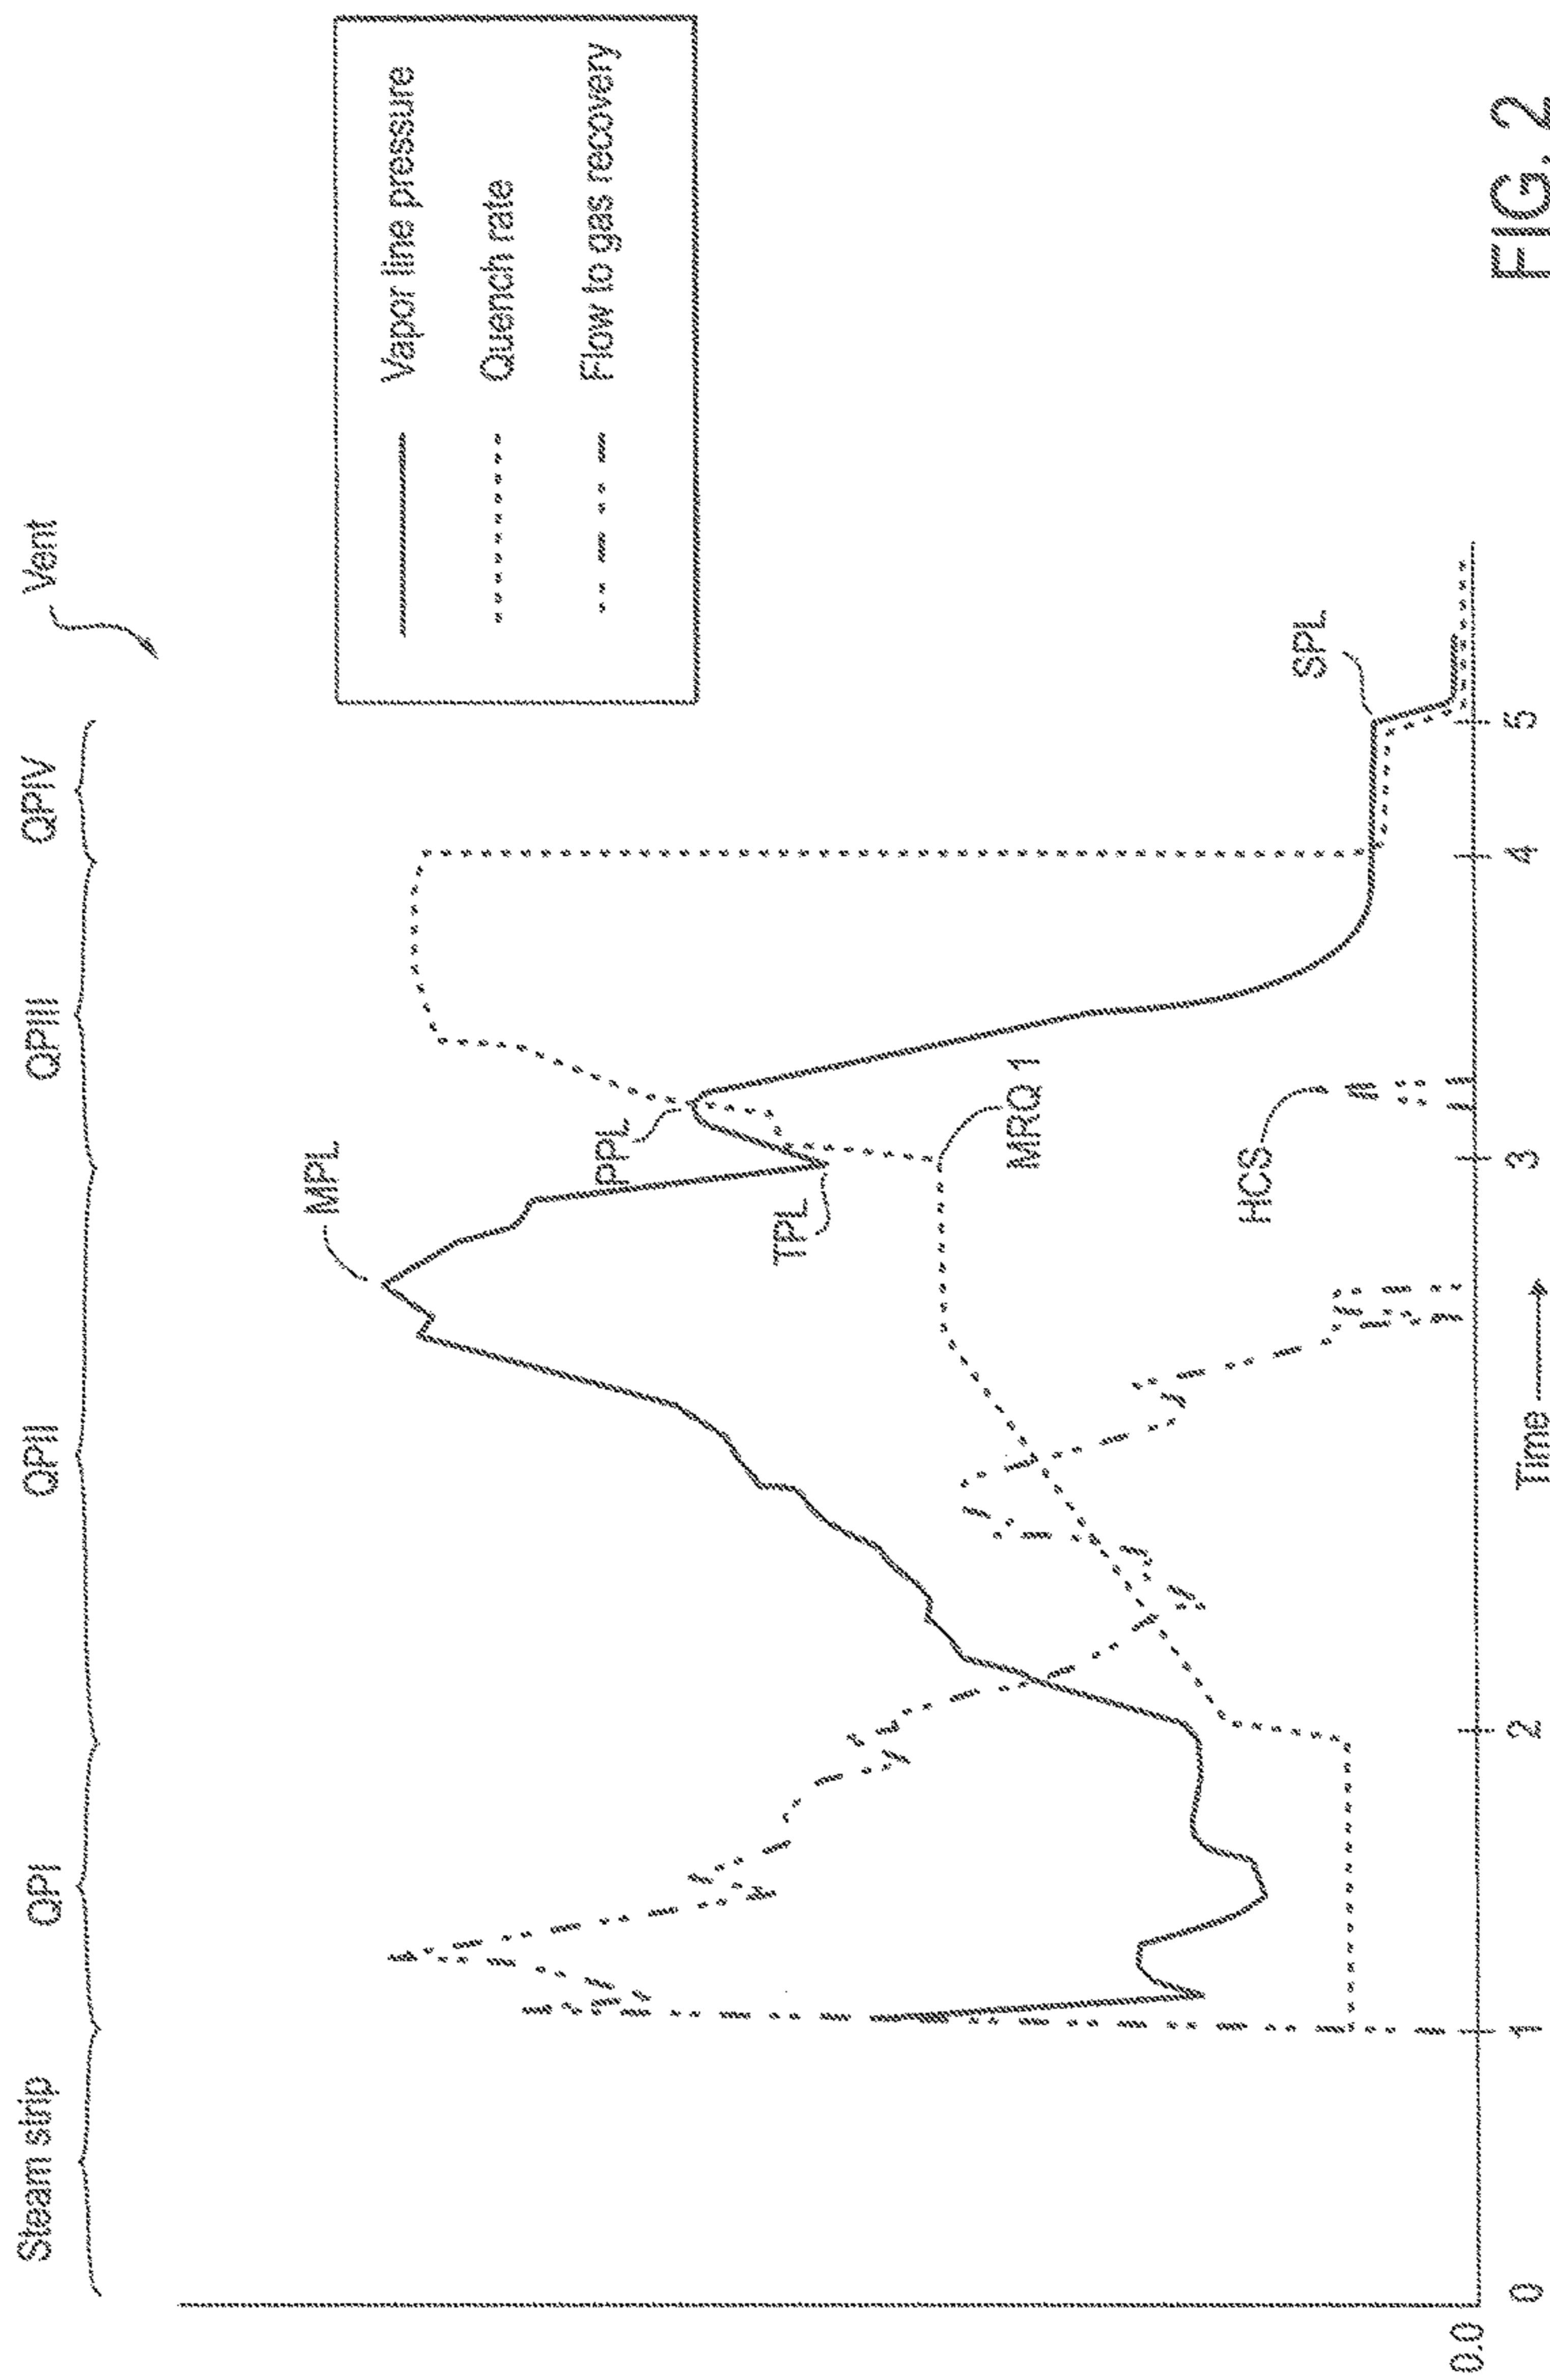 Steam strip
QPI
QPII
QPIII
QPIV
Vent
Vapor line pressure
Quench rate
Flow to gas recovery
MPL
PPL
TPL
MRQ 1
HCS
SPL
0.0
0
1
2
3
4
5
Time
FIG. 2